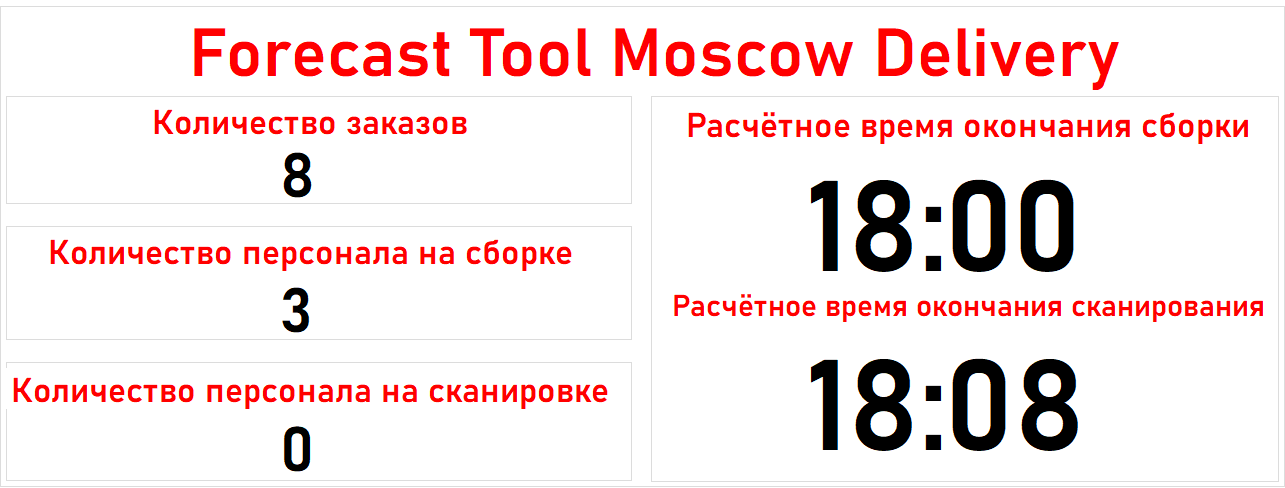 Forecast Tool Moscow Delivery
Количество заказов
8
Количество персонала на сборке
3
Количество персонала на сканировке
0
Расчётное время окончания сборки
18:00
Расчётное время окончания сканирования
18:08